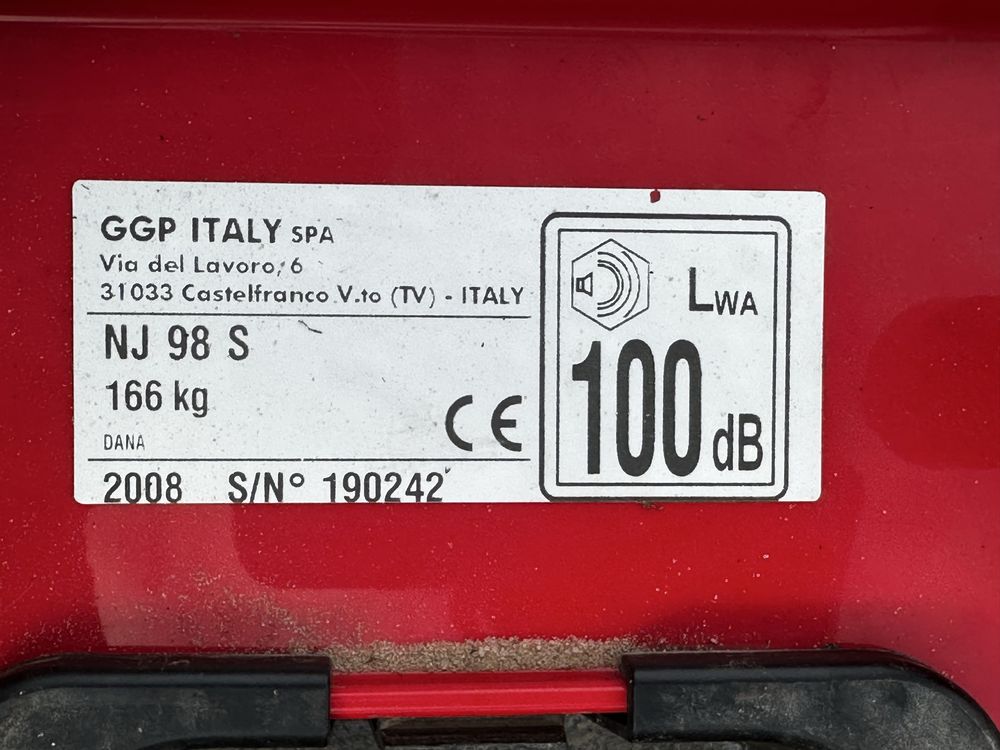 GGP ITALY SPA
Via del Lavoro, 6
31033 Castelfranco V.to (TV) - ITALY
NJ 98 S
166 kg
DANA
CE
2008 S/N° 190242
LWA
100 dB